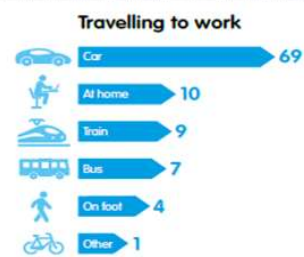 Travelling to work
Car 69
At home 10
Train 9
Bus 7
On foot 4
Other 1